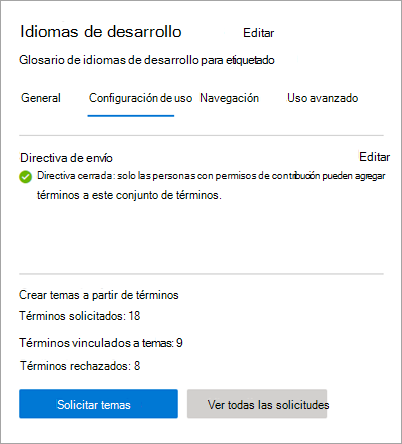 Idiomas de desarrollo Editar
Glosario de idiomas de desarrollo para etiquetado
General Configuración de uso Navegación Uso avanzado
Directiva de envío Editar
Directiva cerrada: solo las personas con permisos de contribución pueden agregar
términos a este conjunto de términos.
Crear temas a partir de términos
Términos solicitados: 18
Términos vinculados a temas: 9
Términos rechazados: 8
Solicitar temas Ver todas las solicitudes